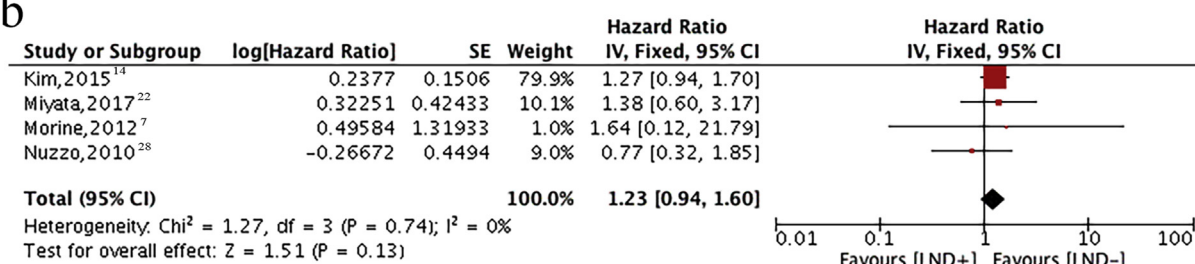 b
Hazard Ratio Hazard Ratio
Study or Subgroup log[Hazard Ratio] SE Weight IV, Fixed, 95% CI IV, Fixed, 95% CI
Kim,2015¹⁴ 0.2377 0.1506 79.9% 1.27 [0.94, 1.70]
Miyata,2017²² 0.32251 0.42433 10.1% 1.38 [0.60, 3.17]
Morine,2012⁷ 0.49584 1.31933 1.0% 1.64 [0.12, 21.79]
Nuzzo,2010²⁸ -0.26672 0.4494 9.0% 0.77 [0.32, 1.85]
Total (95% CI) 100.0% 1.23 [0.94, 1.60]
Heterogeneity: Chi² = 1.27, df = 3 (P = 0.74); I² = 0%
Test for overall effect: Z = 1.51 (P = 0.13)
0.01 0.1 1 10 100
Favours [LND+] Favours [LND-]